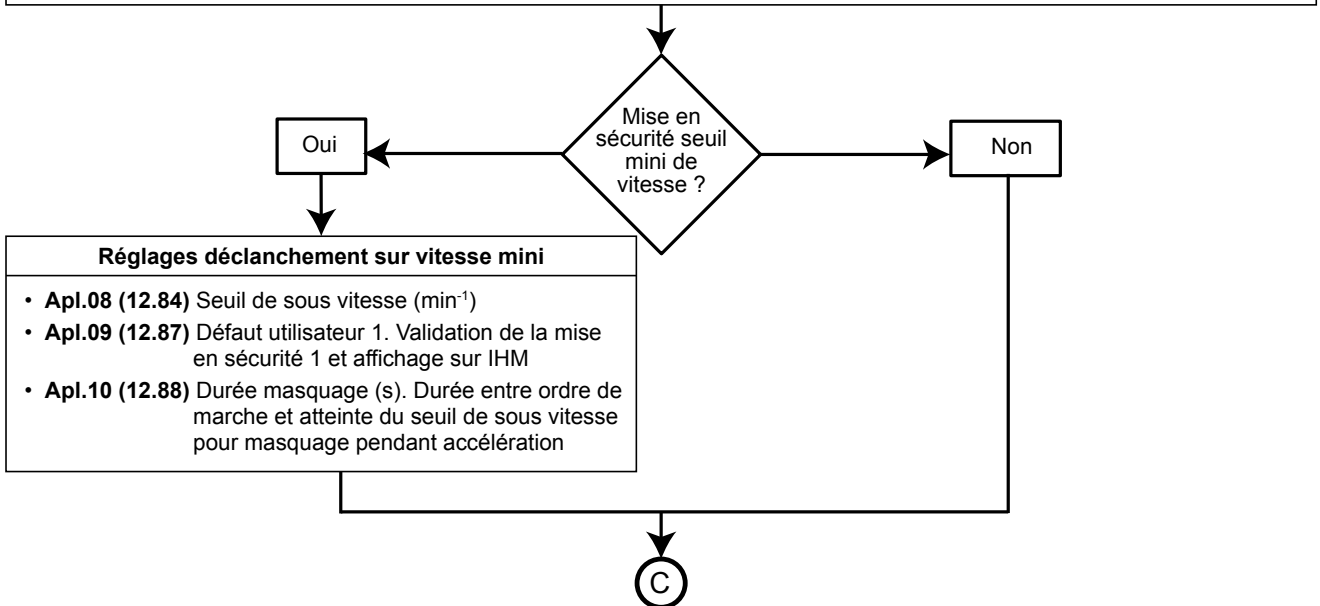 Mise en
sécurité seuil
mini de
vitesse ?
Oui
Non
Réglages déclanchement sur vitesse mini
• Apl.08 (12.84) Seuil de sous vitesse (min⁻¹)
• Apl.09 (12.87) Défaut utilisateur 1. Validation de la mise
en sécurité 1 et affichage sur IHM
• Apl.10 (12.88) Durée masquage (s). Durée entre ordre de
marche et atteinte du seuil de sous vitesse
pour masquage pendant accélération
C